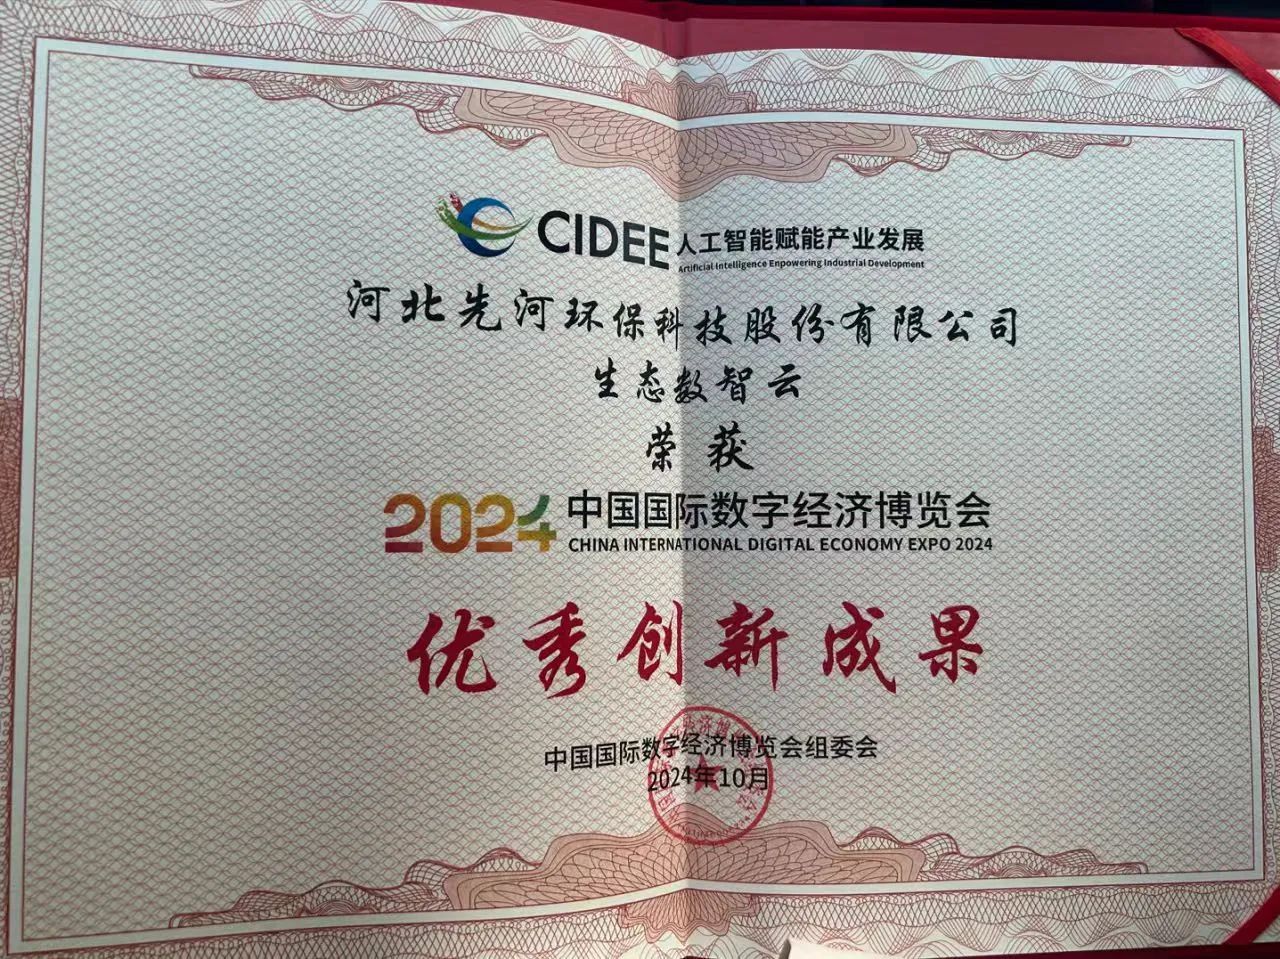 CIDEE 人工智能赋能产业发展
Artificial Intelligence Enpowering Industrial Development
河北先河环保科技股份有限公司
生态数智云
荣获
2024 中国国际数字经济博览会
CHINA INTERNATIONAL DIGITAL ECONOMY EXPO 2024
优秀创新成果
中国国际数字经济博览会组委会
2024年10月